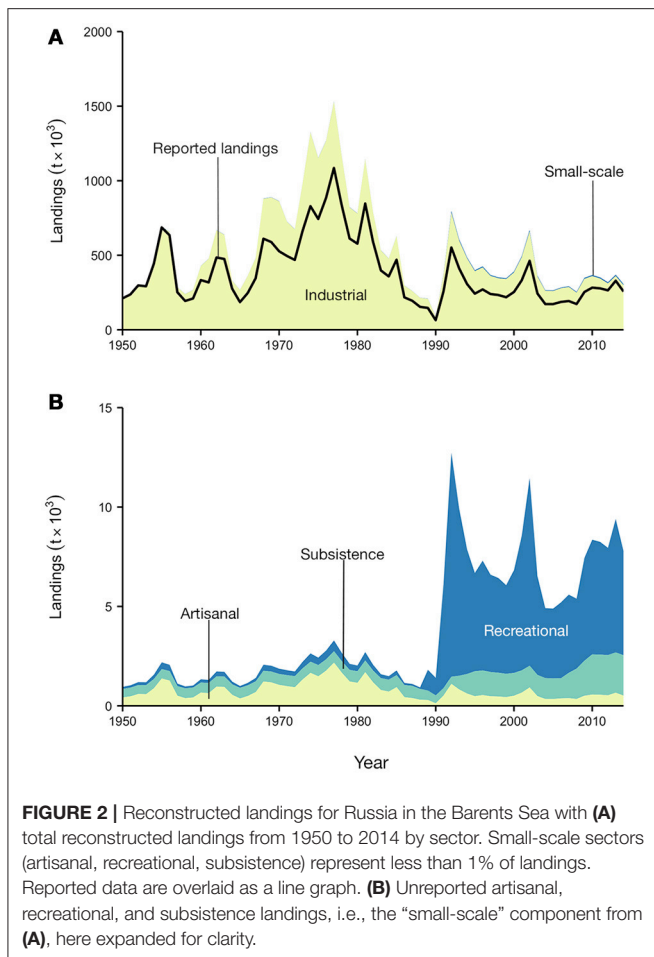 A
2000
1500
1000
500
0
Landings (t × 10³)
Reported landings
Small-scale
Industrial
1950 1960 1970 1980 1990 2000 2010
B
15
10
5
0
Landings (t × 10³)
Subsistence
Artisanal
Recreational
1950 1960 1970 1980 1990 2000 2010
Year
FIGURE 2 | Reconstructed landings for Russia in the Barents Sea with (A)
total reconstructed landings from 1950 to 2014 by sector. Small-scale sectors
(artisanal, recreational, subsistence) represent less than 1% of landings.
Reported data are overlaid as a line graph. (B) Unreported artisanal,
recreational, and subsistence landings, i.e., the “small-scale” component from
(A), here expanded for clarity.